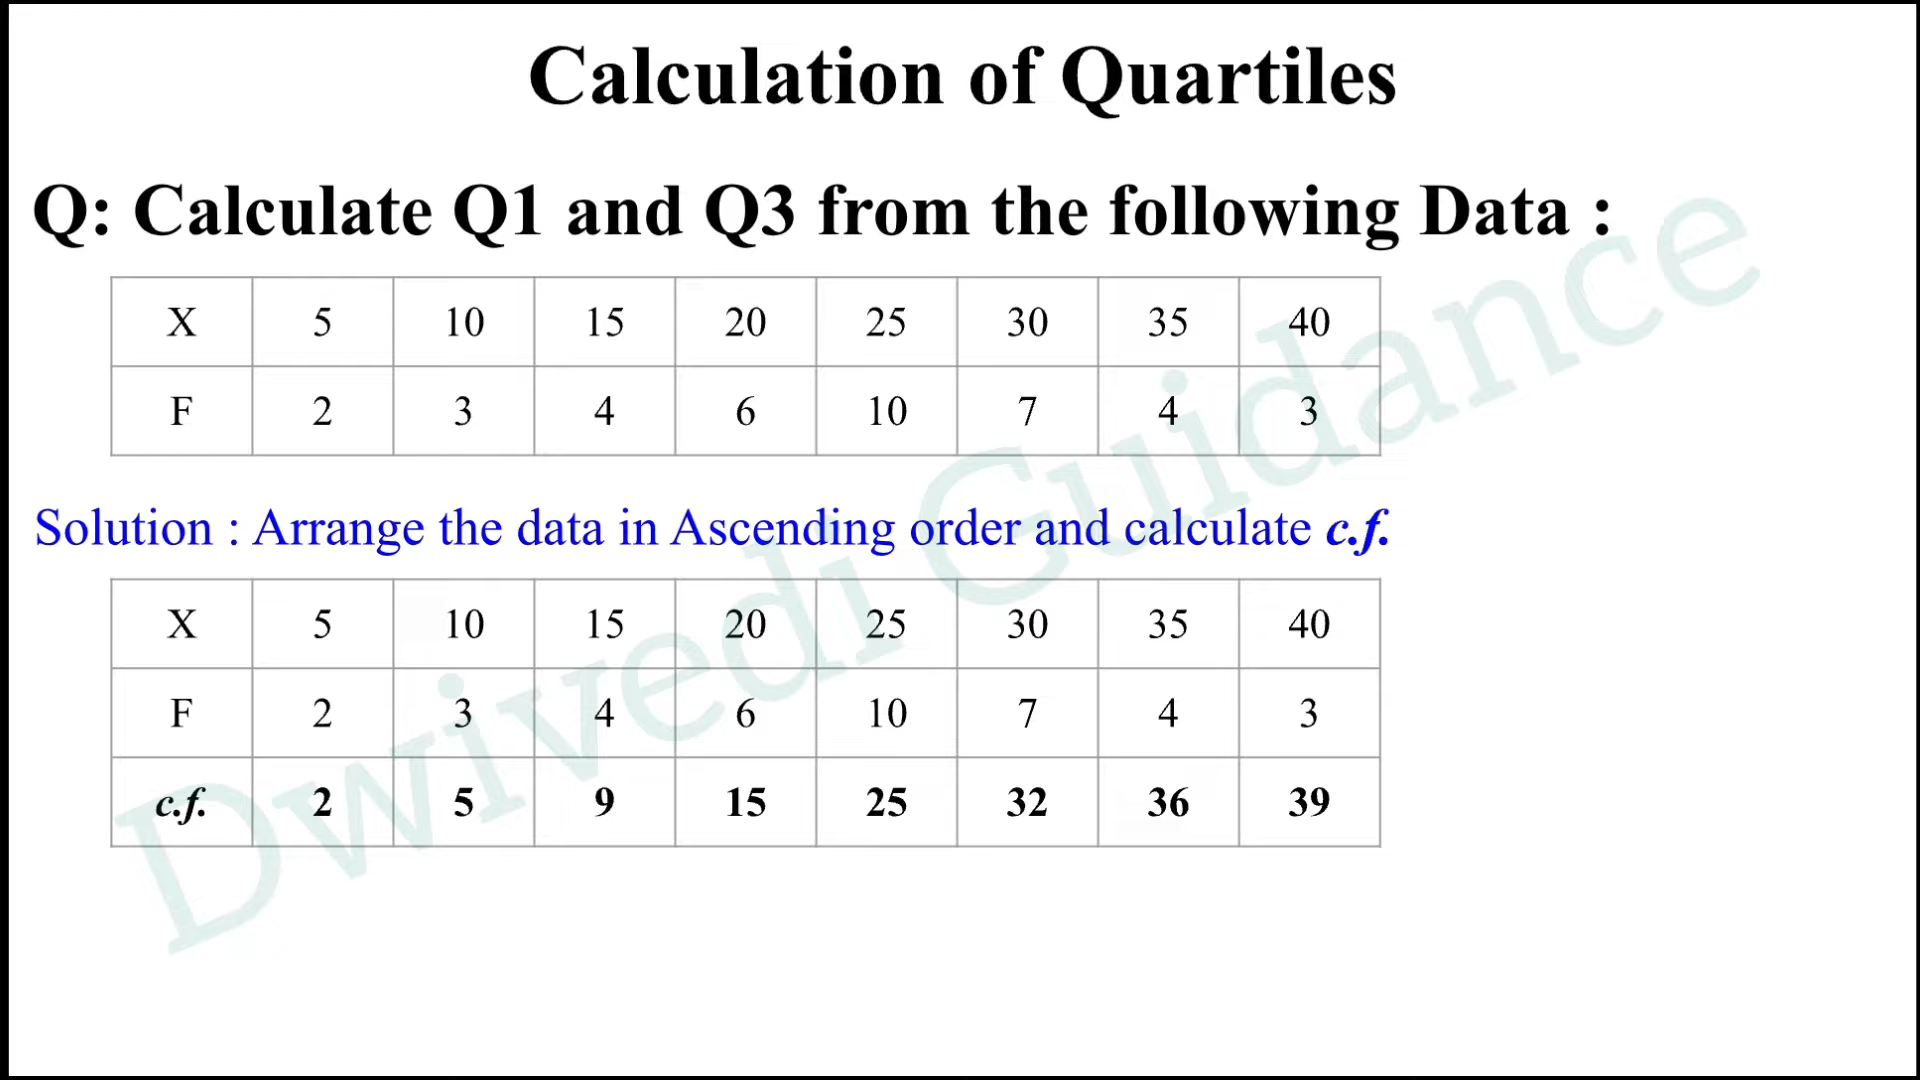 Calculation of Quartiles
Q: Calculate Q1 and Q3 from the following Data :
X 5 10 15 20 25 30 35 40
F 2 3 4 6 10 7 4 3
Solution : Arrange the data in Ascending order and calculate c.f.
X 5 10 15 20 25 30 35 40
F 2 3 4 6 10 7 4 3
c.f. 2 5 9 15 25 32 36 39
Dwivedi Guidance